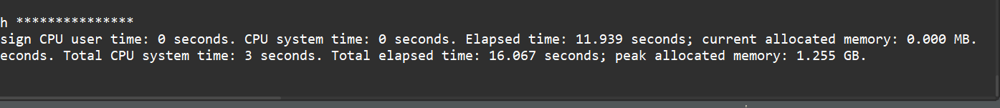 h ***************
sign CPU user time: 0 seconds. CPU system time: 0 seconds. Elapsed time: 11.939 seconds; current allocated memory: 0.000 MB.
econds. Total CPU system time: 3 seconds. Total elapsed time: 16.067 seconds; peak allocated memory: 1.255 GB.